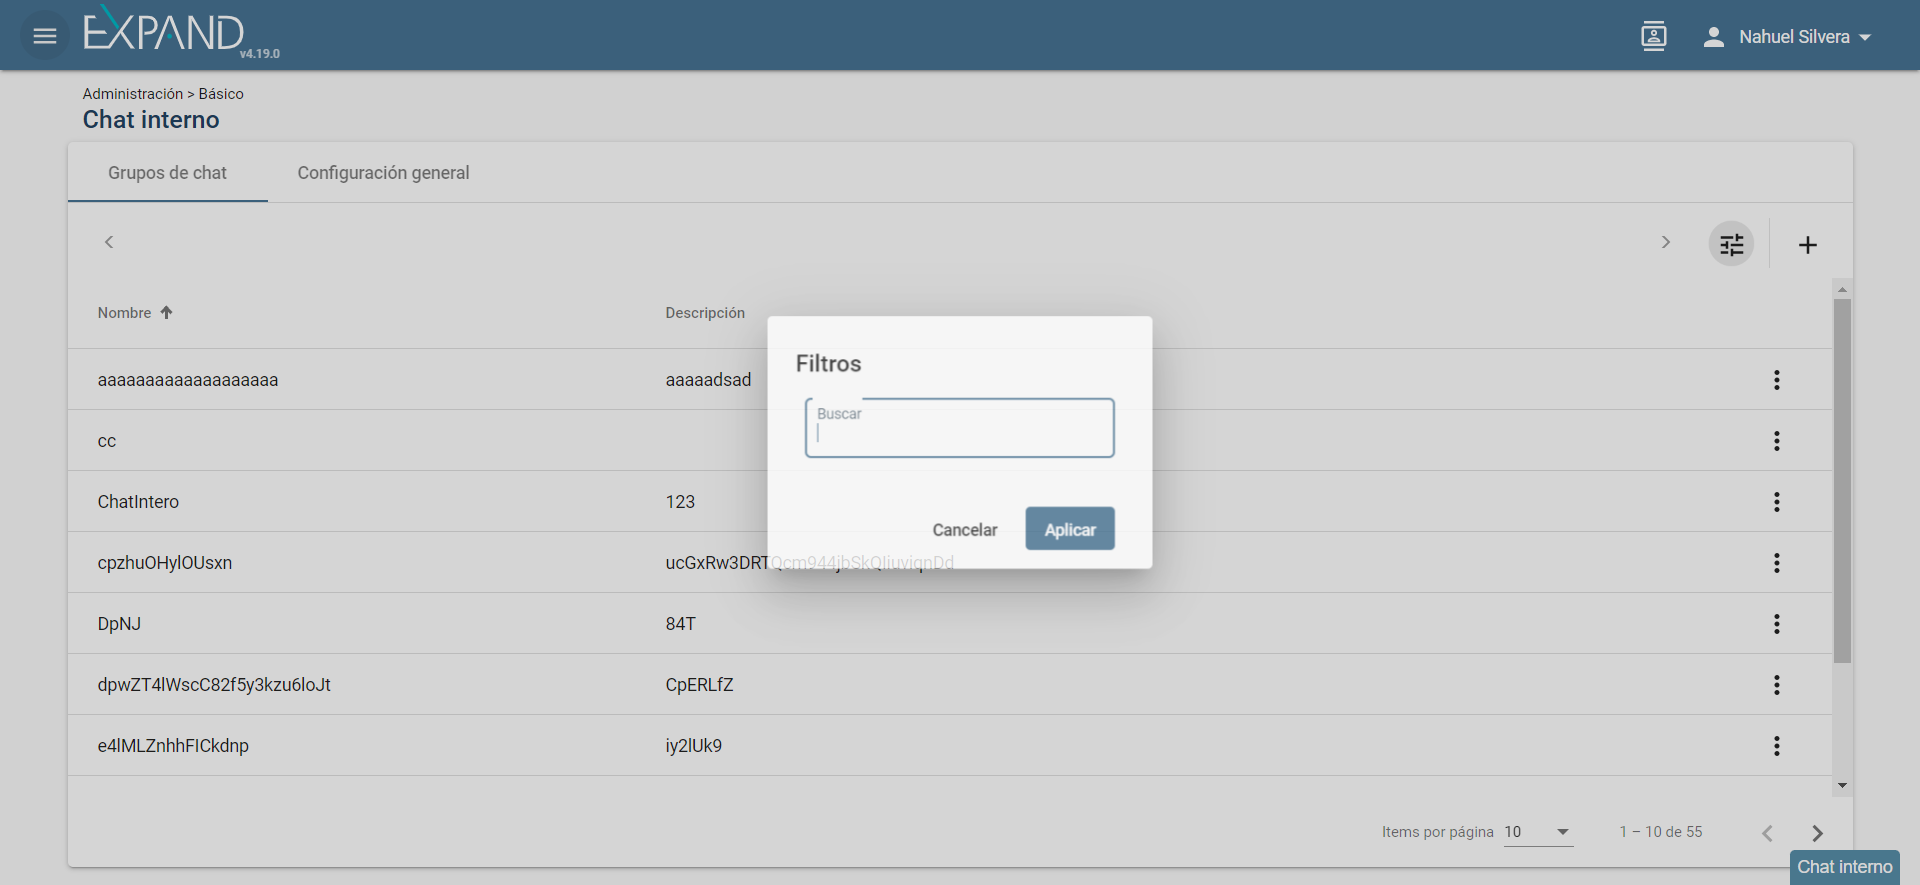 EXPAND
v4.19.0
Nahuel Silvera
Administración > Básico
Chat interno
Grupos de chat
Configuración general
Nombre
Descripción
Filtros
Buscar
Cancelar
Aplicar
aaaaaaaaaaaaaaaaaaa
aaaaadsad
cc
ChatIntero
123
cpzhuOHylOUsxn
ucGxRw3DRTQcm944jbSkQIiuviqnDd
DpNJ
84T
dpwZT4lWscC82f5y3kzu6loJt
CpERLfZ
e4lMLZnhhFICkdnp
iy2lUk9
Items por página 10
1 – 10 de 55
Chat interno